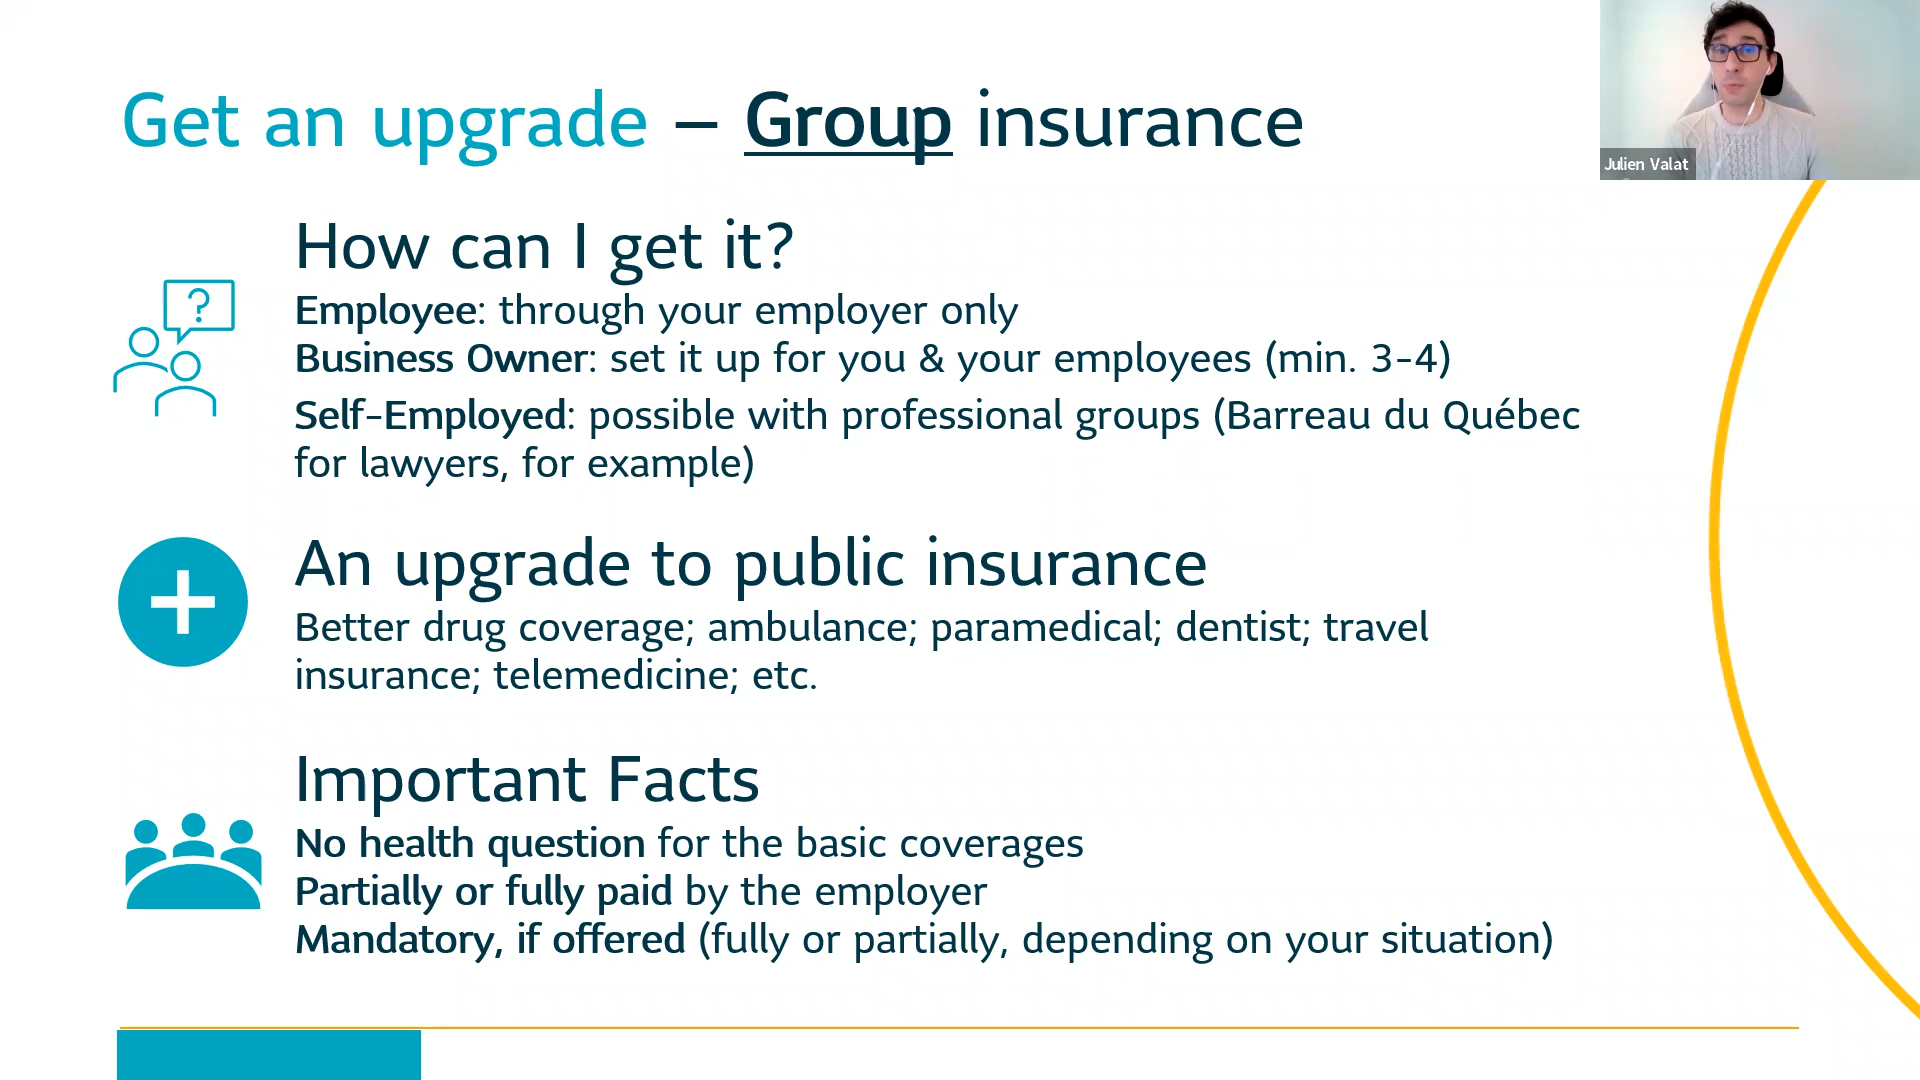 Get an upgrade – Group insurance
Julien Valat
How can I get it?
?
Employee: through your employer only
Business Owner: set it up for you & your employees (min. 3-4)
Self-Employed: possible with professional groups (Barreau du Québec
for lawyers, for example)
An upgrade to public insurance
Better drug coverage; ambulance; paramedical; dentist; travel
insurance; telemedicine; etc.
Important Facts
No health question for the basic coverages
Partially or fully paid by the employer
Mandatory, if offered (fully or partially, depending on your situation)